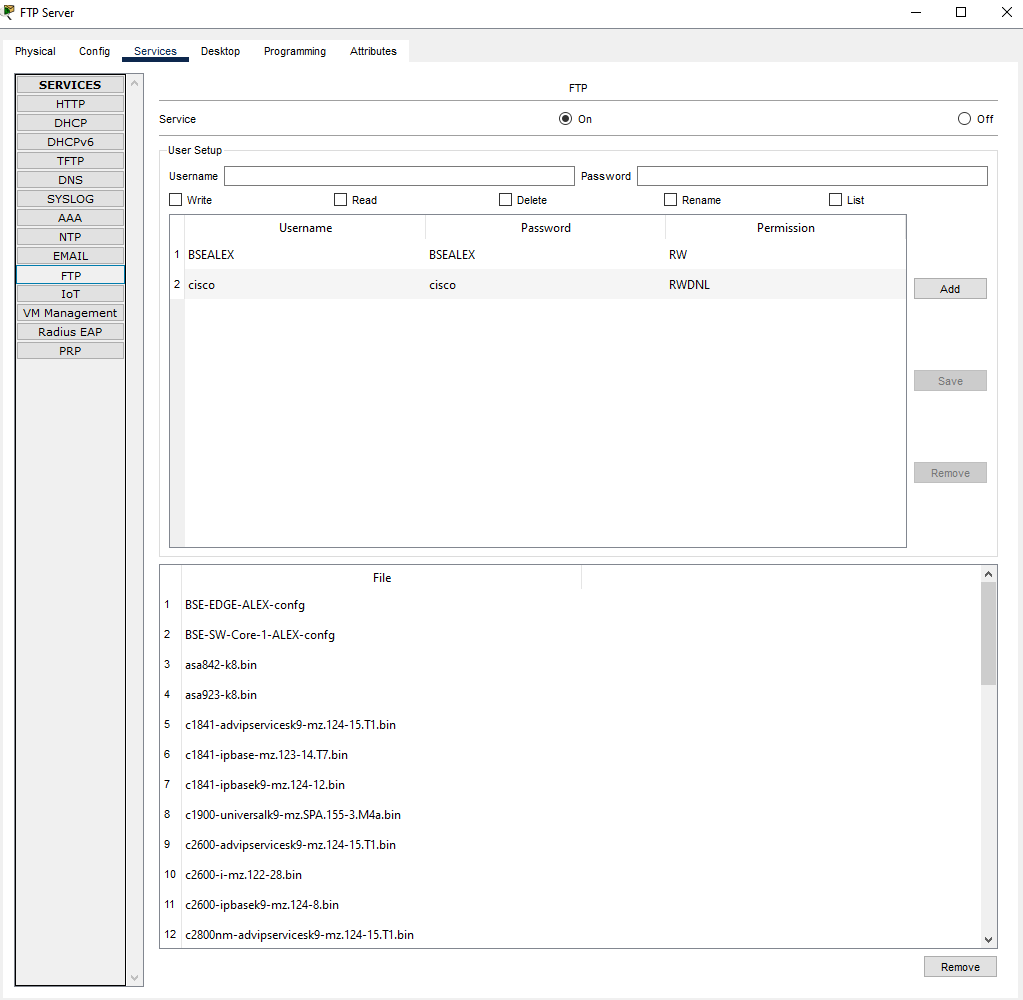 FTP Server
Physical Config Services Desktop Programming Attributes
SERVICES
HTTP
DHCP
DHCPv6
TFTP
DNS
SYSLOG
AAA
NTP
EMAIL
FTP
IoT
VM Management
Radius EAP
PRP
FTP
Service On Off
User Setup
Username Password
Write Read Delete Rename List
Username Password Permission
1 BSEALEX BSEALEX RW
2 cisco cisco RWDNL
Add
Save
Remove
File
1 BSE-EDGE-ALEX-confg
2 BSE-SW-Core-1-ALEX-confg
3 asa842-k8.bin
4 asa923-k8.bin
5 c1841-advipservicesk9-mz.124-15.T1.bin
6 c1841-ipbase-mz.123-14.T7.bin
7 c1841-ipbasek9-mz.124-12.bin
8 c1900-universalk9-mz.SPA.155-3.M4a.bin
9 c2600-advipservicesk9-mz.124-15.T1.bin
10 c2600-i-mz.122-28.bin
11 c2600-ipbasek9-mz.124-8.bin
12 c2800nm-advipservicesk9-mz.124-15.T1.bin
Remove